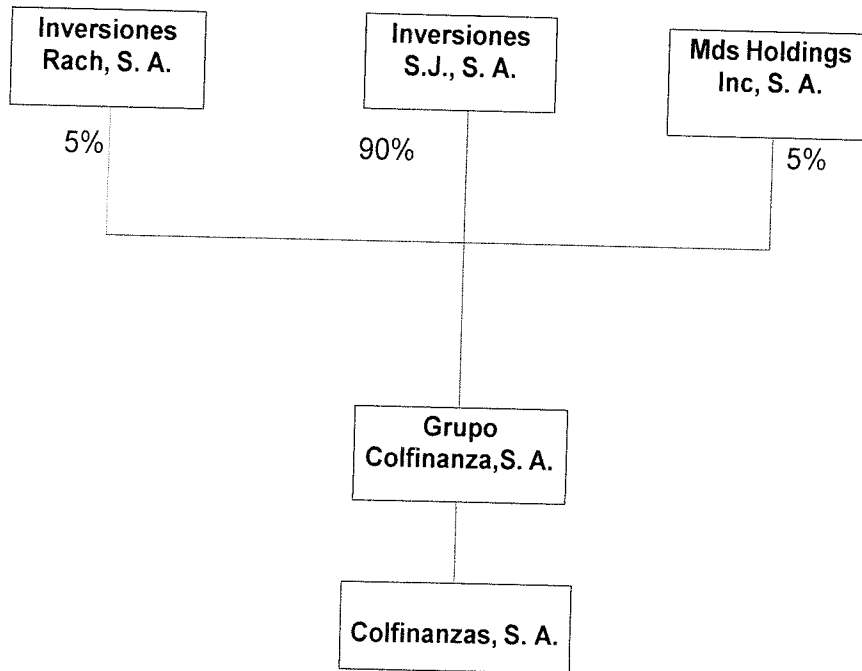 Inversiones
Rach, S. A.
Inversiones
S.J., S. A.
Mds Holdings
Inc, S. A.
5%
90%
5%
Grupo
Colfinanza,S. A.
Colfinanzas, S. A.